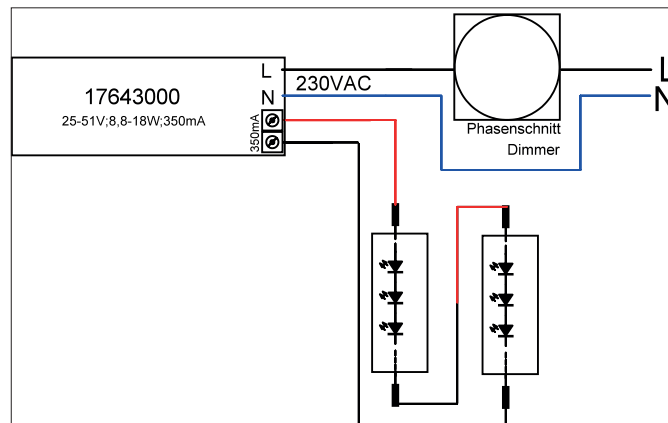 L
17643000
N
230VAC
25-51V;8,8-18W;350mA
350mA
Phasenschnitt
Dimmer
L
N